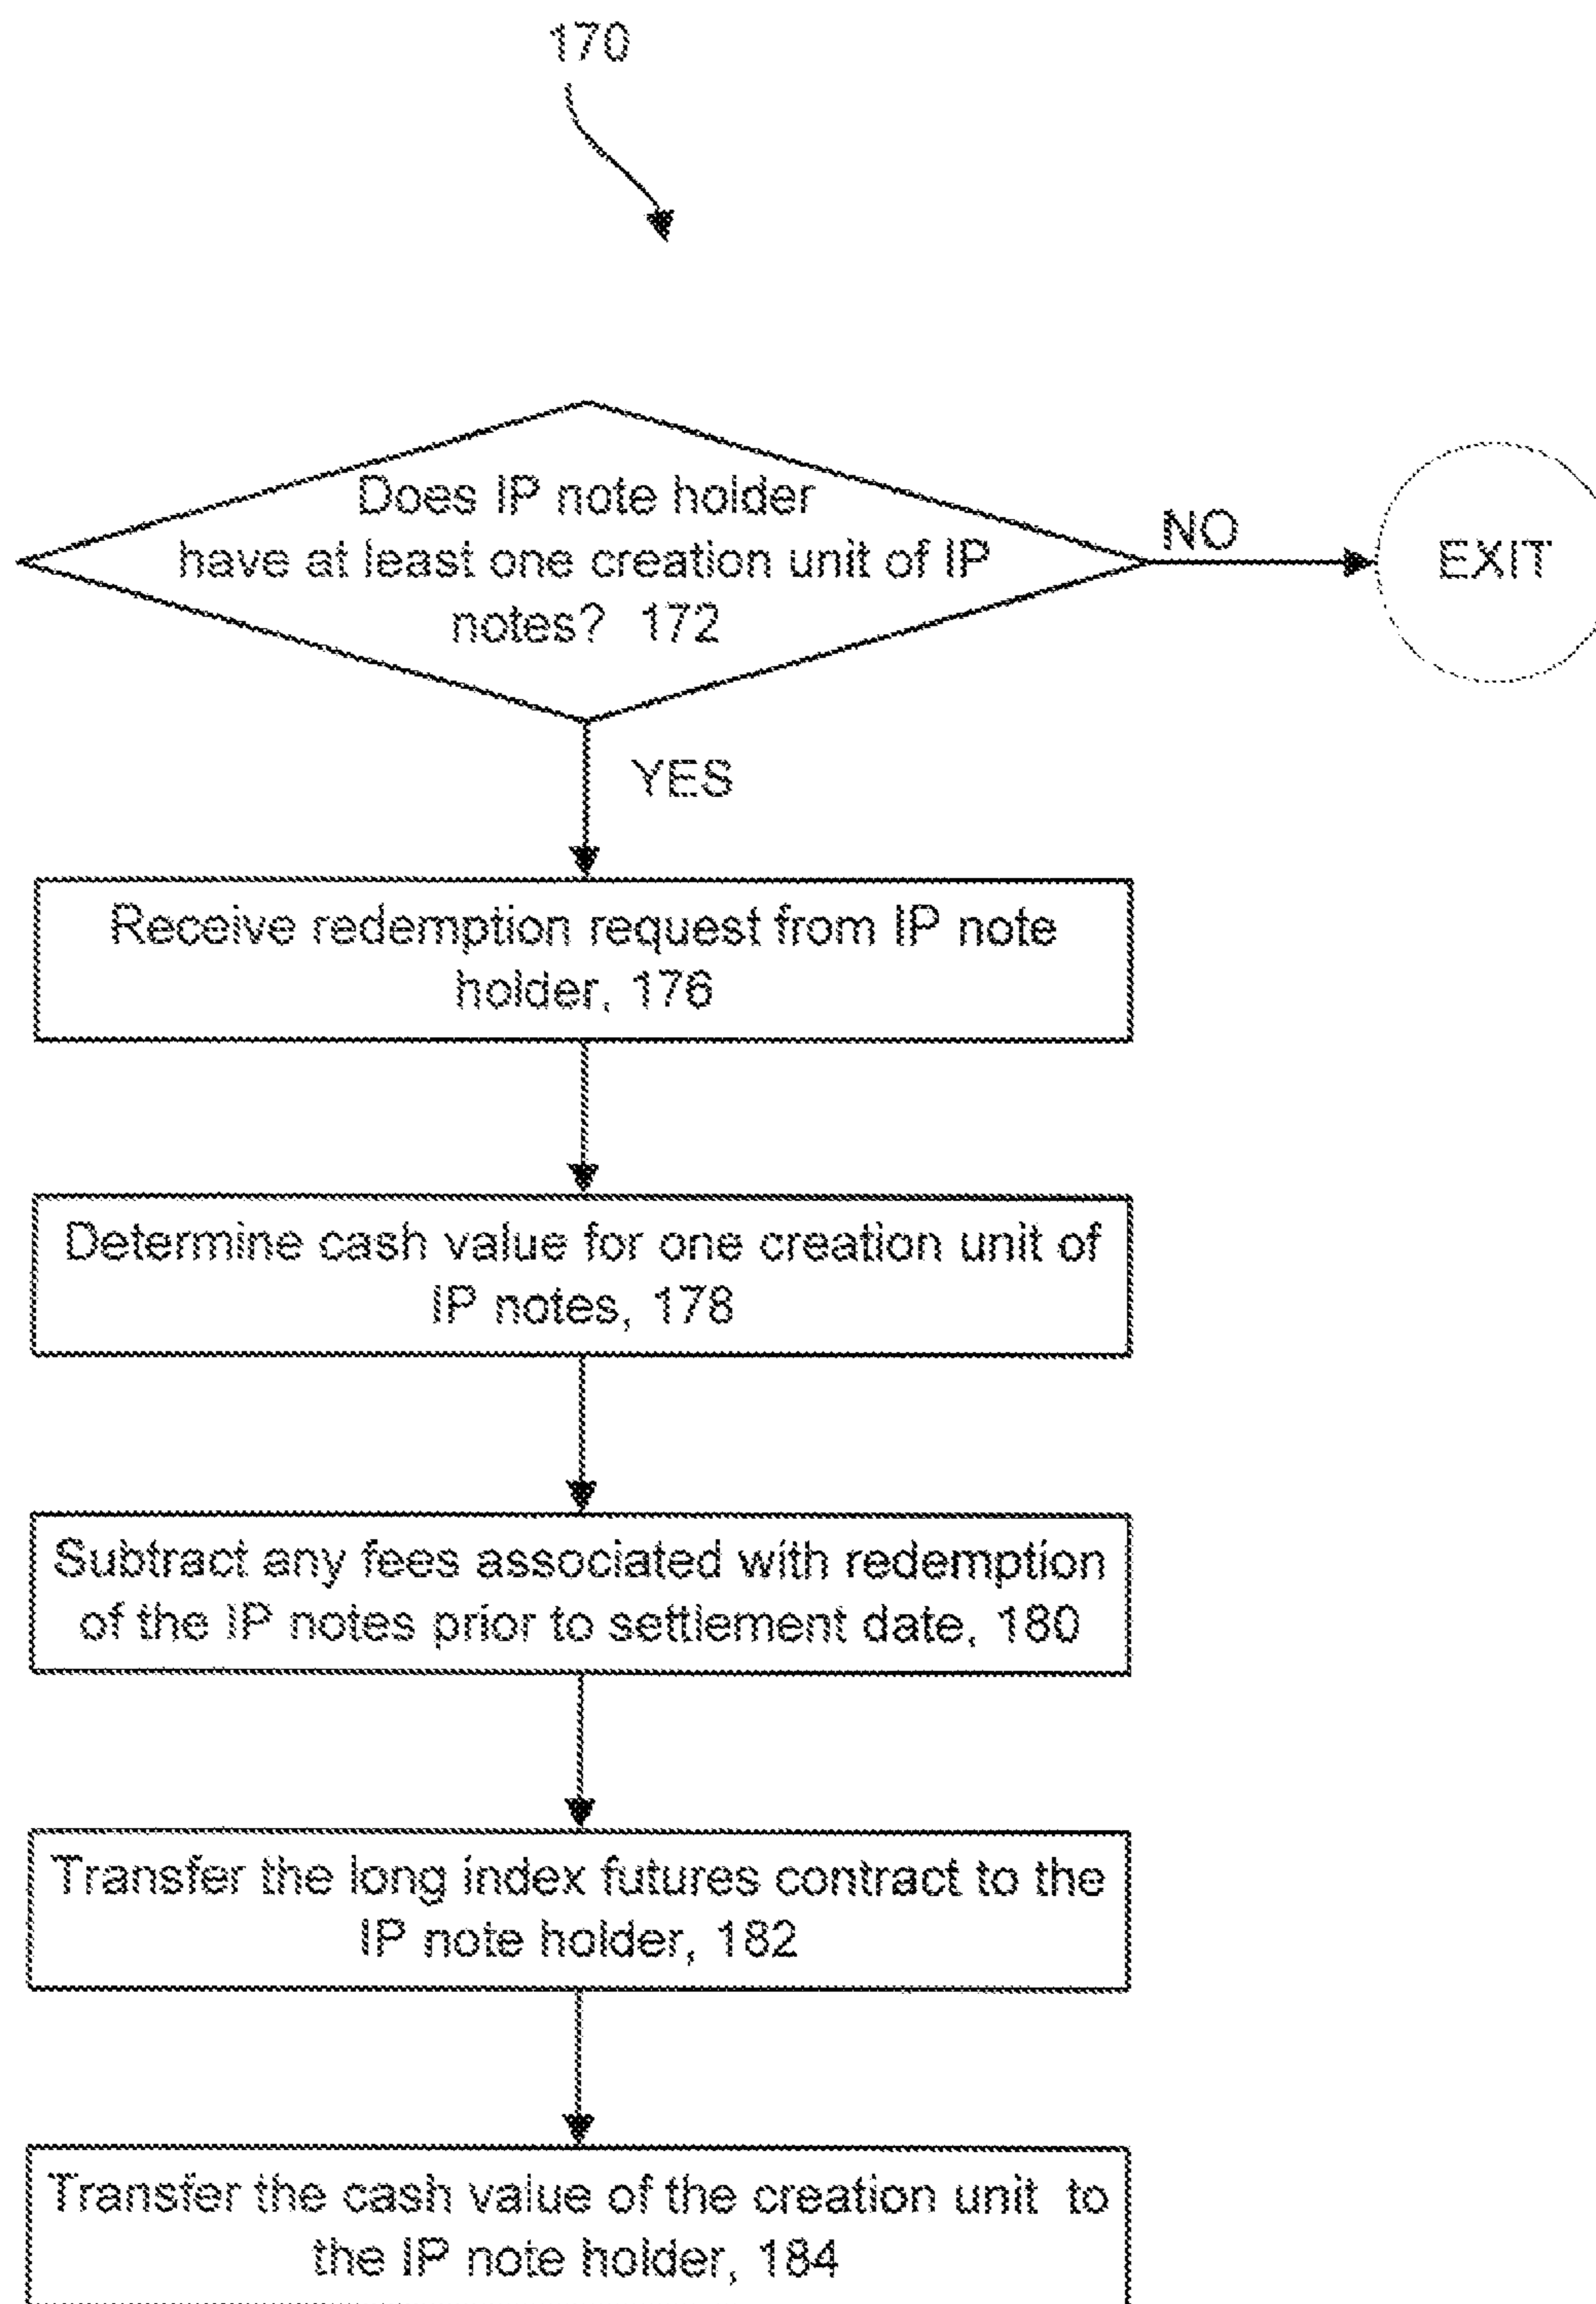 170
Does IP note holder
have at least one creation unit of IP
notes? 172
NO
EXIT
YES
Receive redemption request from IP note
holder, 176
Determine cash value for one creation unit of
IP notes, 178
Subtract any fees associated with redemption
of the IP notes prior to settlement date, 180
Transfer the long index futures contract to the
IP note holder, 182
Transfer the cash value of the creation unit to
the IP note holder, 184